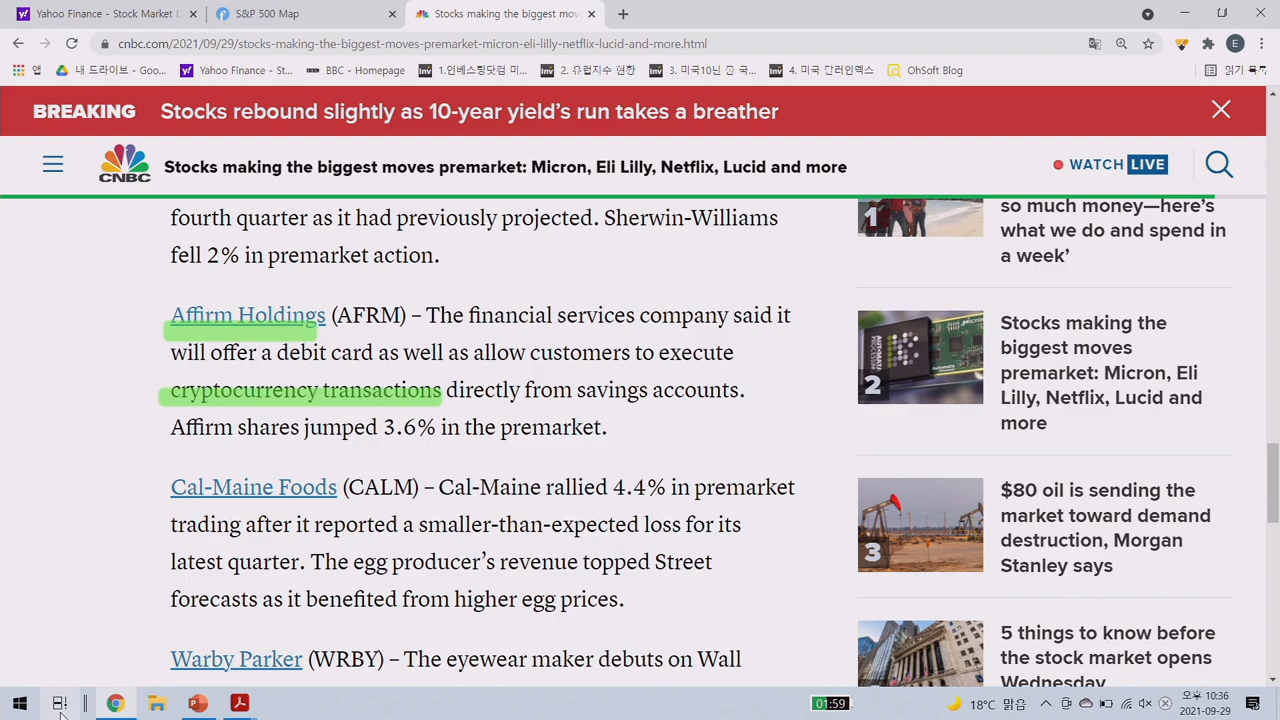 Yahoo Finance - Stock Market L
S&P 500 Map
Stocks making the biggest mov
cnbc.com/2021/09/29/stocks-making-the-biggest-moves-premarket-micron-eli-lilly-netflix-lucid-and-more.html
앱
내 드라이브 - Goo...
Yahoo Finance - St...
BBC - Homepage
1.인베스팅닷컴 미...
2. 유럽지수 현황
3. 미국10년 운 국...
4. 미국 달러인덱스
OhSoft Blog
읽기 목록
BREAKING
Stocks rebound slightly as 10-year yield's run takes a breather
CNBC
Stocks making the biggest moves premarket: Micron, Eli Lilly, Netflix, Lucid and more
WATCH LIVE
fourth quarter as it had previously projected. Sherwin-Williams
fell 2% in premarket action.
Affirm Holdings (AFRM) – The financial services company said it
will offer a debit card as well as allow customers to execute
cryptocurrency transactions directly from savings accounts.
Affirm shares jumped 3.6% in the premarket.
Cal-Maine Foods (CALM) – Cal-Maine rallied 4.4% in premarket
trading after it reported a smaller-than-expected loss for its
latest quarter. The egg producer's revenue topped Street
forecasts as it benefited from higher egg prices.
Warby Parker (WRBY) – The eyewear maker debuts on Wall
1
so much money—here's
what we do and spend in
a week'
2
Stocks making the
biggest moves
premarket: Micron, Eli
Lilly, Netflix, Lucid and
more
3
$80 oil is sending the
market toward demand
destruction, Morgan
Stanley says
5 things to know before
the stock market opens
Wednesday
01:59
18°C 맑음
오후 10:36
2021-09-29